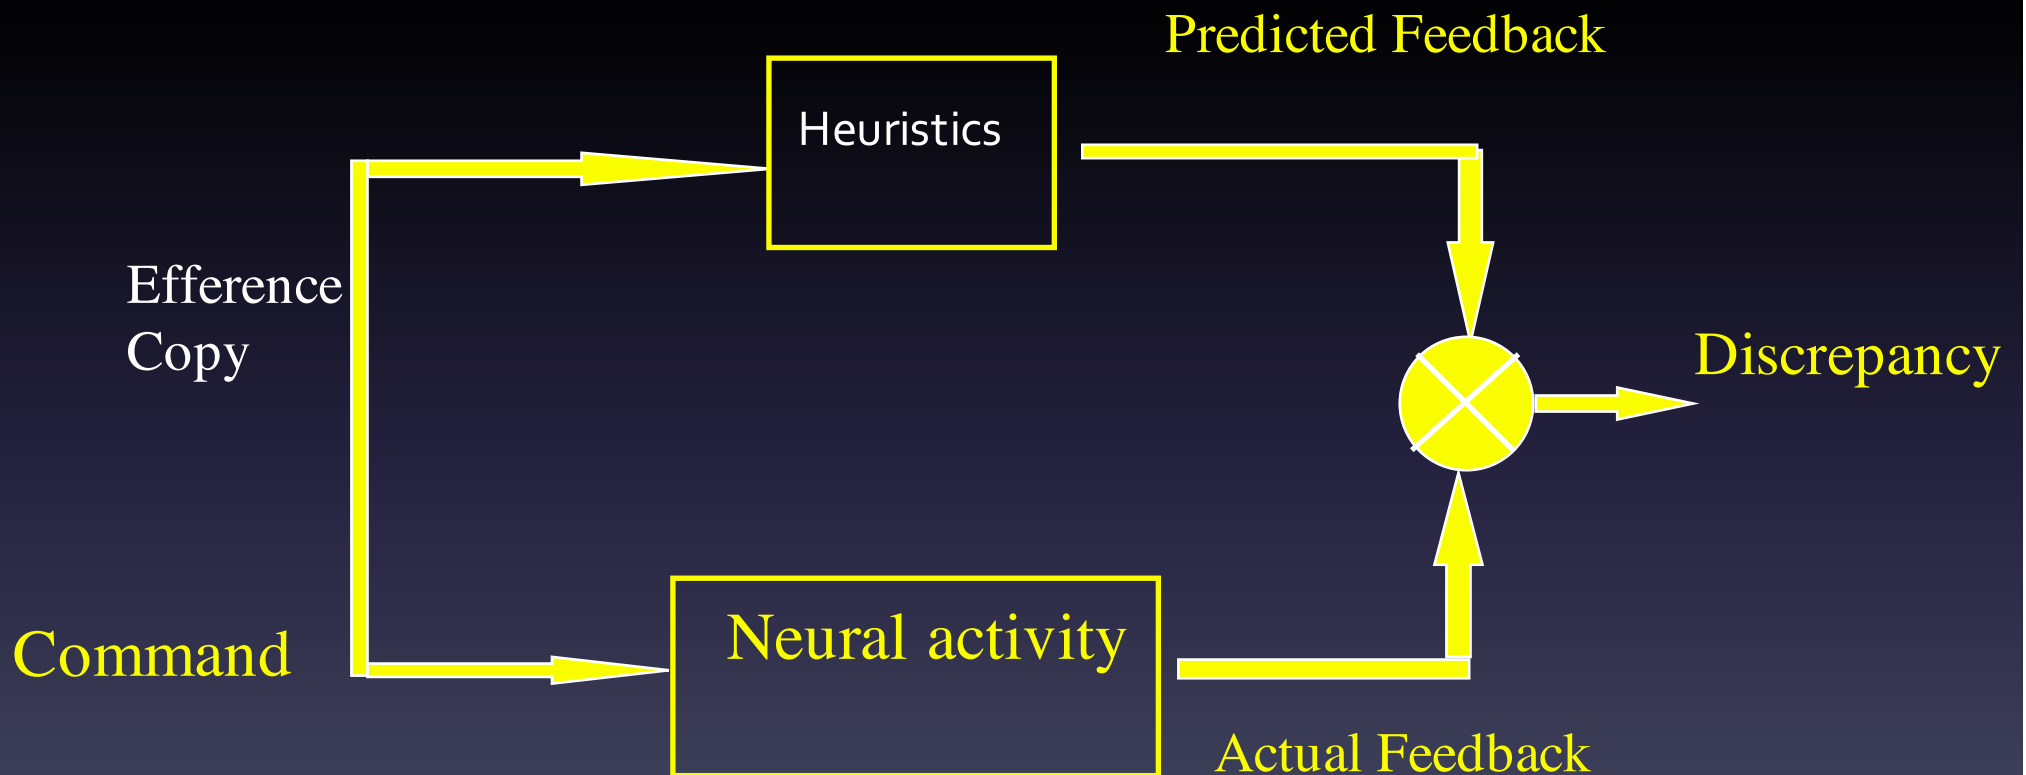 Predicted Feedback
Heuristics
Efference
Copy
Discrepancy
Command
Neural activity
Actual Feedback